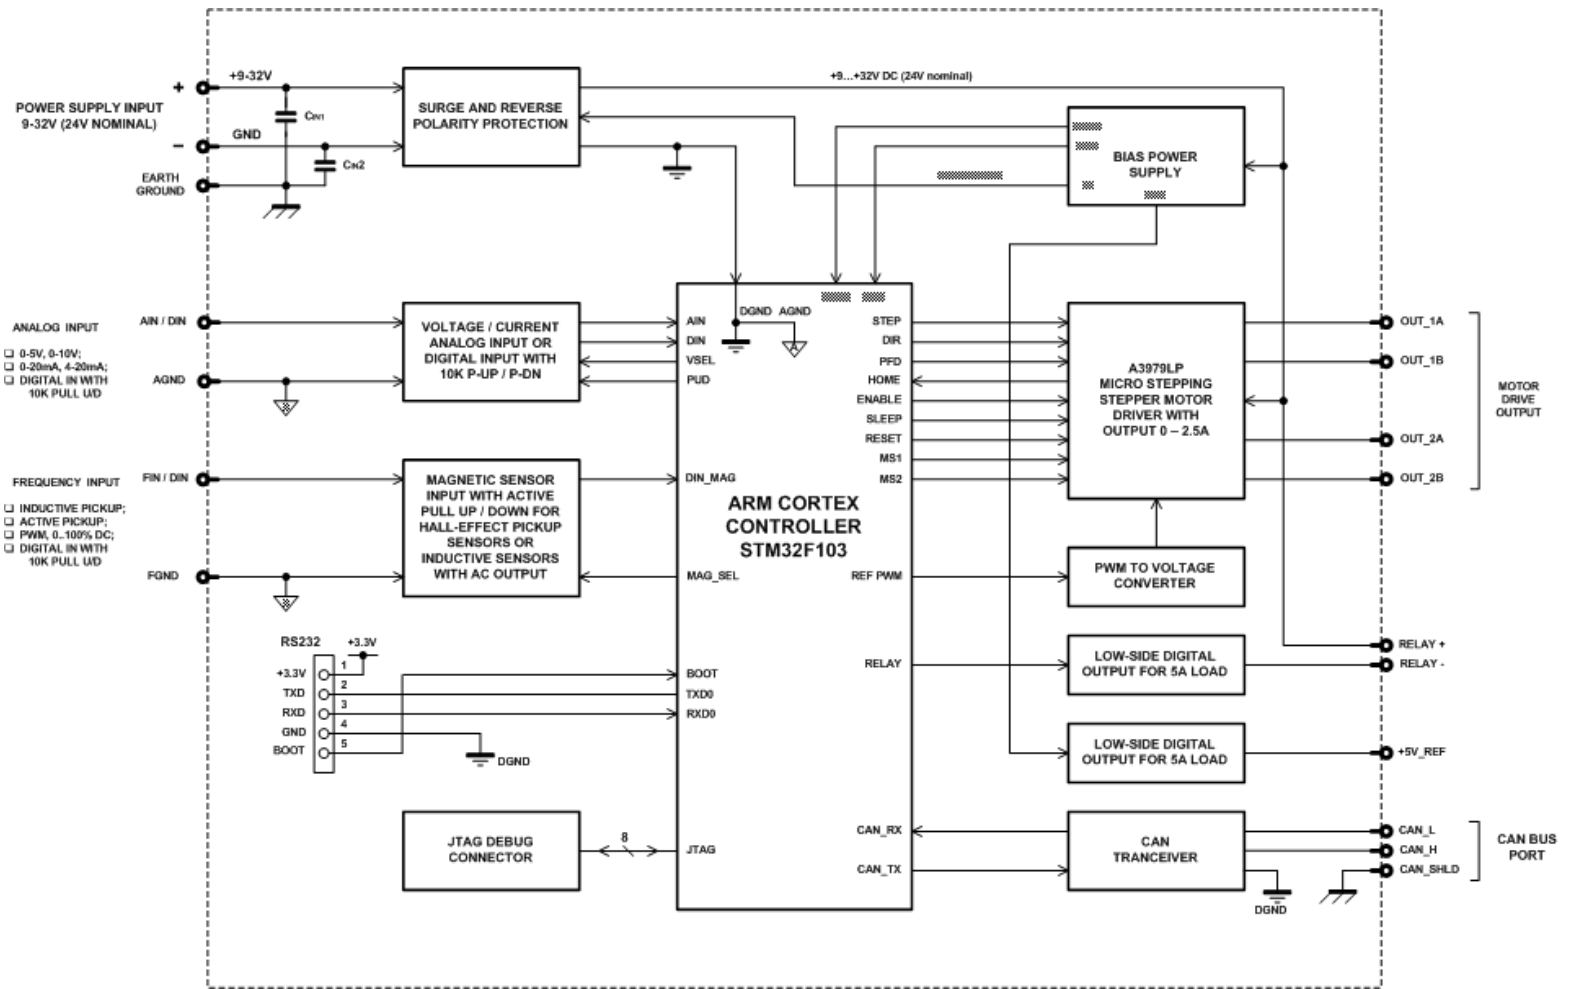 +9-32V
+
POWER SUPPLY INPUT
9-32V (24V NOMINAL)
–
GND
EARTH
GROUND
CIN1
CIN2
SURGE AND REVERSE
POLARITY PROTECTION
+9...+32V DC (24V nominal)
BIAS POWER
SUPPLY
ANALOG INPUT
❑ 0-5V, 0-10V;
❑ 0-20mA, 4-20mA;
❑ DIGITAL IN WITH
10K PULL U/D
AIN / DIN
AGND
VOLTAGE / CURRENT
ANALOG INPUT OR
DIGITAL INPUT WITH
10K P-UP / P-DN
FREQUENCY INPUT
❑ INDUCTIVE PICKUP;
❑ ACTIVE PICKUP;
❑ PWM, 0..100% DC;
❑ DIGITAL IN WITH
10K PULL U/D
FIN / DIN
FGND
MAGNETIC SENSOR
INPUT WITH ACTIVE
PULL UP / DOWN FOR
HALL-EFFECT PICKUP
SENSORS OR
INDUCTIVE SENSORS
WITH AC OUTPUT
RS232
+3.3V
+3.3V
1
TXD
2
RXD
3
GND
4
BOOT
5
DGND
JTAG DEBUG
CONNECTOR
8
DGND AGND
A
AIN
DIN
VSEL
PUD
DIN_MAG
MAG_SEL
BOOT
TXD0
RXD0
JTAG
ARM CORTEX
CONTROLLER
STM32F103
STEP
DIR
PFD
HOME
ENABLE
SLEEP
RESET
MS1
MS2
REF PWM
RELAY
CAN_RX
CAN_TX
A3979LP
MICRO STEPPING
STEPPER MOTOR
DRIVER WITH
OUTPUT 0 – 2.5A
PWM TO VOLTAGE
CONVERTER
LOW-SIDE DIGITAL
OUTPUT FOR 5A LOAD
LOW-SIDE DIGITAL
OUTPUT FOR 5A LOAD
CAN
TRANCEIVER
DGND
OUT_1A
OUT_1B
OUT_2A
OUT_2B
MOTOR
DRIVE
OUTPUT
RELAY +
RELAY -
+5V_REF
CAN_L
CAN_H
CAN_SHLD
CAN BUS
PORT